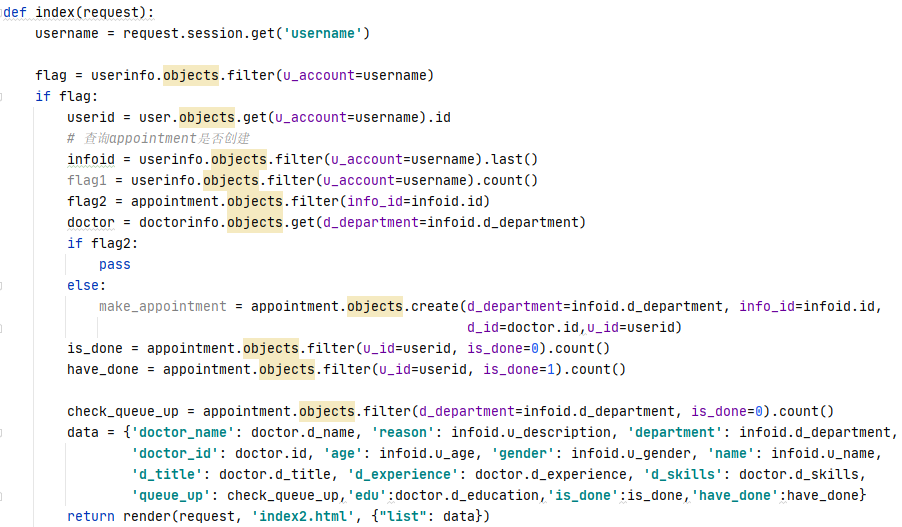 def index(request):
    username = request.session.get('username')

    flag = userinfo.objects.filter(u_account=username)
    if flag:
        userid = user.objects.get(u_account=username).id
        # 查询appointment是否创建
        infoid = userinfo.objects.filter(u_account=username).last()
        flag1 = userinfo.objects.filter(u_account=username).count()
        flag2 = appointment.objects.filter(info_id=infoid.id)
        doctor = doctorinfo.objects.get(d_department=infoid.d_department)
        if flag2:
            pass
        else:
            make_appointment = appointment.objects.create(d_department=infoid.d_department, info_id=infoid.id,
                                                          d_id=doctor.id,u_id=userid)
        is_done = appointment.objects.filter(u_id=userid, is_done=0).count()
        have_done = appointment.objects.filter(u_id=userid, is_done=1).count()

        check_queue_up = appointment.objects.filter(d_department=infoid.d_department, is_done=0).count()
        data = {'doctor_name': doctor.d_name, 'reason': infoid.u_description, 'department': infoid.d_department,
                'doctor_id': doctor.id, 'age': infoid.u_age, 'gender': infoid.u_gender, 'name': infoid.u_name,
                'd_title': doctor.d_title, 'd_experience': doctor.d_experience, 'd_skills': doctor.d_skills,
                'queue_up': check_queue_up,'edu':doctor.d_education,'is_done':is_done,'have_done':have_done}
        return render(request, 'index2.html', {"list": data})